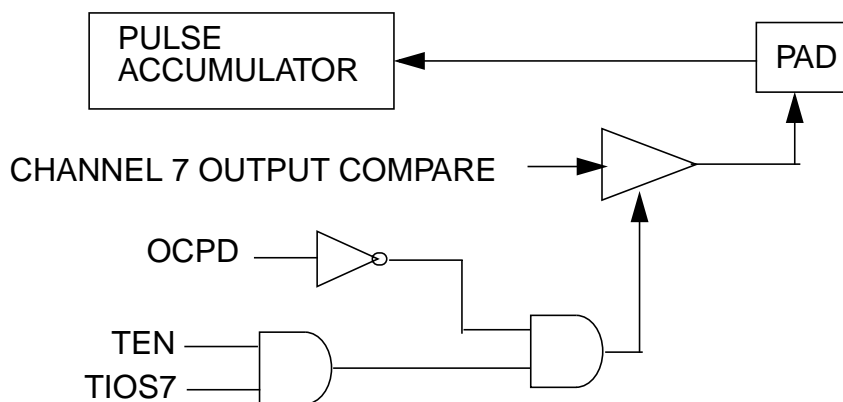 PULSE
ACCUMULATOR
PAD
CHANNEL 7 OUTPUT COMPARE
OCPD
TEN
TIOS7